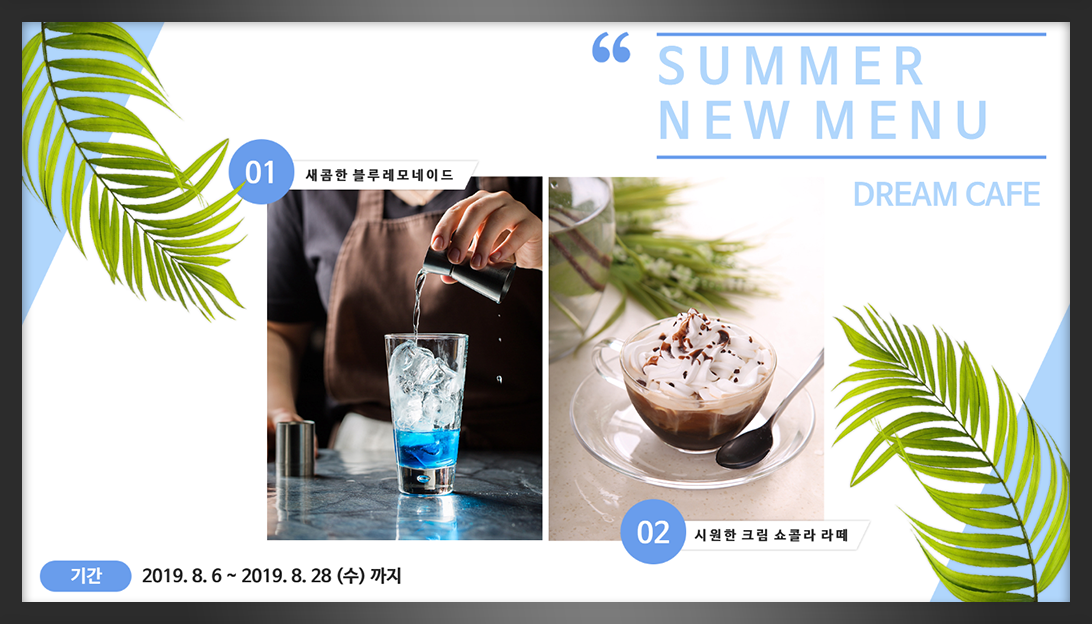 “ SUMMER
NEW MENU
DREAM CAFE
01 새콤한 블루레모네이드
02 시원한 크림 쇼콜라 라떼
기간 2019. 8. 6 ~ 2019. 8. 28 (수) 까지